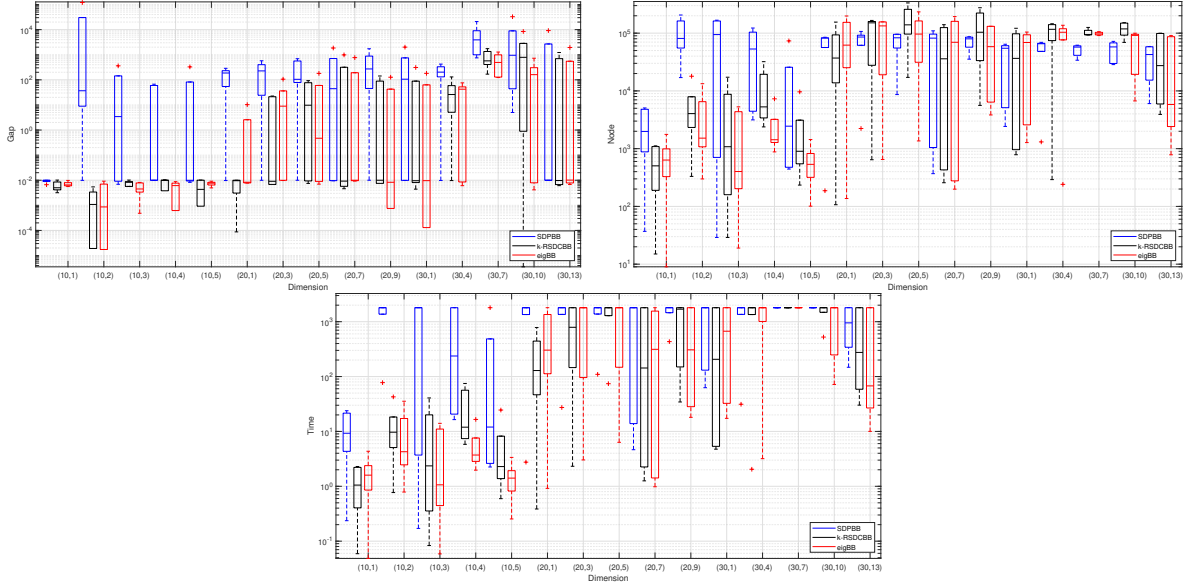 10^4
10^2
10^0
10^-2
10^-4
Gap
(10,1) (10,2) (10,3) (10,4) (10,5) (20,1) (20,3) (20,5) (20,7) (20,9) (30,1) (30,4) (30,7) (30,10) (30,13)
Dimension
SDPBB
k-RSDCBB
eigBB
10^5
10^4
10^3
10^2
10^1
Node
(10,1) (10,2) (10,3) (10,4) (10,5) (20,1) (20,3) (20,5) (20,7) (20,9) (30,1) (30,4) (30,7) (30,10) (30,13)
Dimension
SDPBB
k-RSDCBB
eigBB
10^3
10^2
10^1
10^0
10^-1
Time
(10,1) (10,2) (10,3) (10,4) (10,5) (20,1) (20,3) (20,5) (20,7) (20,9) (30,1) (30,4) (30,7) (30,10) (30,13)
Dimension
SDPBB
k-RSDCBB
eigBB